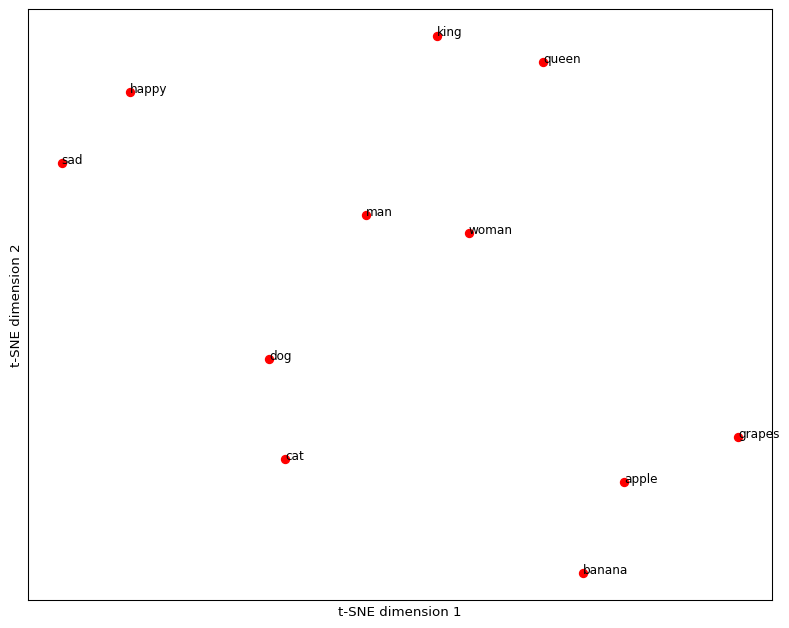 king
queen
happy
sad
man
woman
dog
grapes
cat
apple
banana
t-SNE dimension 1
t-SNE dimension 2